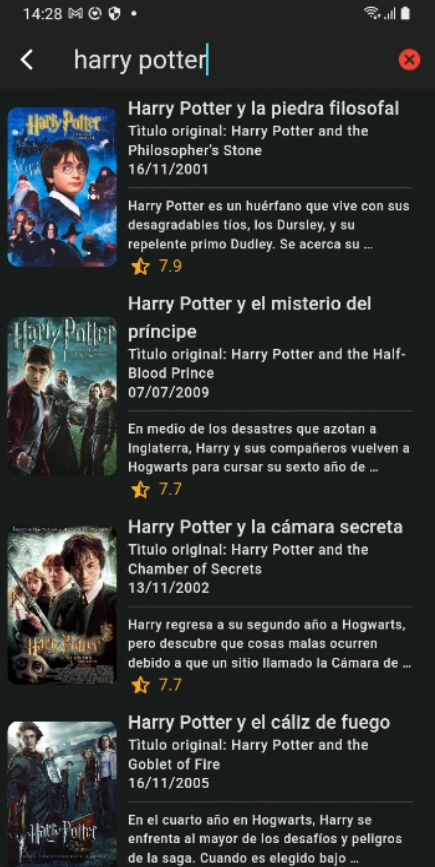 14:28
harry potter
Harry Potter y la piedra filosofal
Tìtulo original: Harry Potter and the
Philosopher's Stone
16/11/2001
Harry Potter
Harry Potter es un huérfano que vive con sus
desagradables tíos, los Dursley, y su
repelente primo Dudley. Se acerca su ...
7.9
Harry Potter y el misterio del
príncipe
Tìtulo original: Harry Potter and the Half-
Blood Prince
07/07/2009
Harry Potter
En medio de los desastres que azotan a
Inglaterra, Harry y sus compañeros vuelven a
Hogwarts para cursar su sexto año de ...
7.7
Harry Potter y la cámara secreta
Tìtulo original: Harry Potter and the
Chamber of Secrets
13/11/2002
Harry regresa a su segundo año a Hogwarts,
pero descubre que cosas malas ocurren
debido a que un sitio llamado la Cámara de ...
Harry Potter
7.7
Harry Potter y el cáliz de fuego
Tìtulo original: Harry Potter and the
Goblet of Fire
16/11/2005
En el cuarto año en Hogwarts, Harry se
enfrenta al mayor de los desafíos y peligros
de la saga. Cuando es elegido bajo ...
Harry Potter